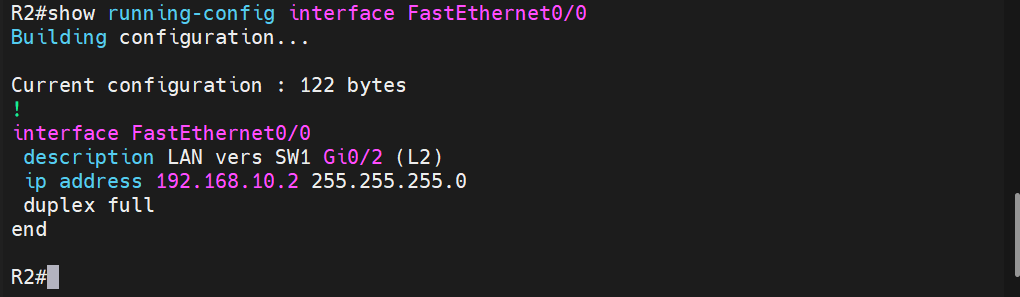 R2#show running-config interface FastEthernet0/0
Building configuration...
Current configuration : 122 bytes
!
interface FastEthernet0/0
 description LAN vers SW1 Gi0/2 (L2)
 ip address 192.168.10.2 255.255.255.0
 duplex full
end
R2#